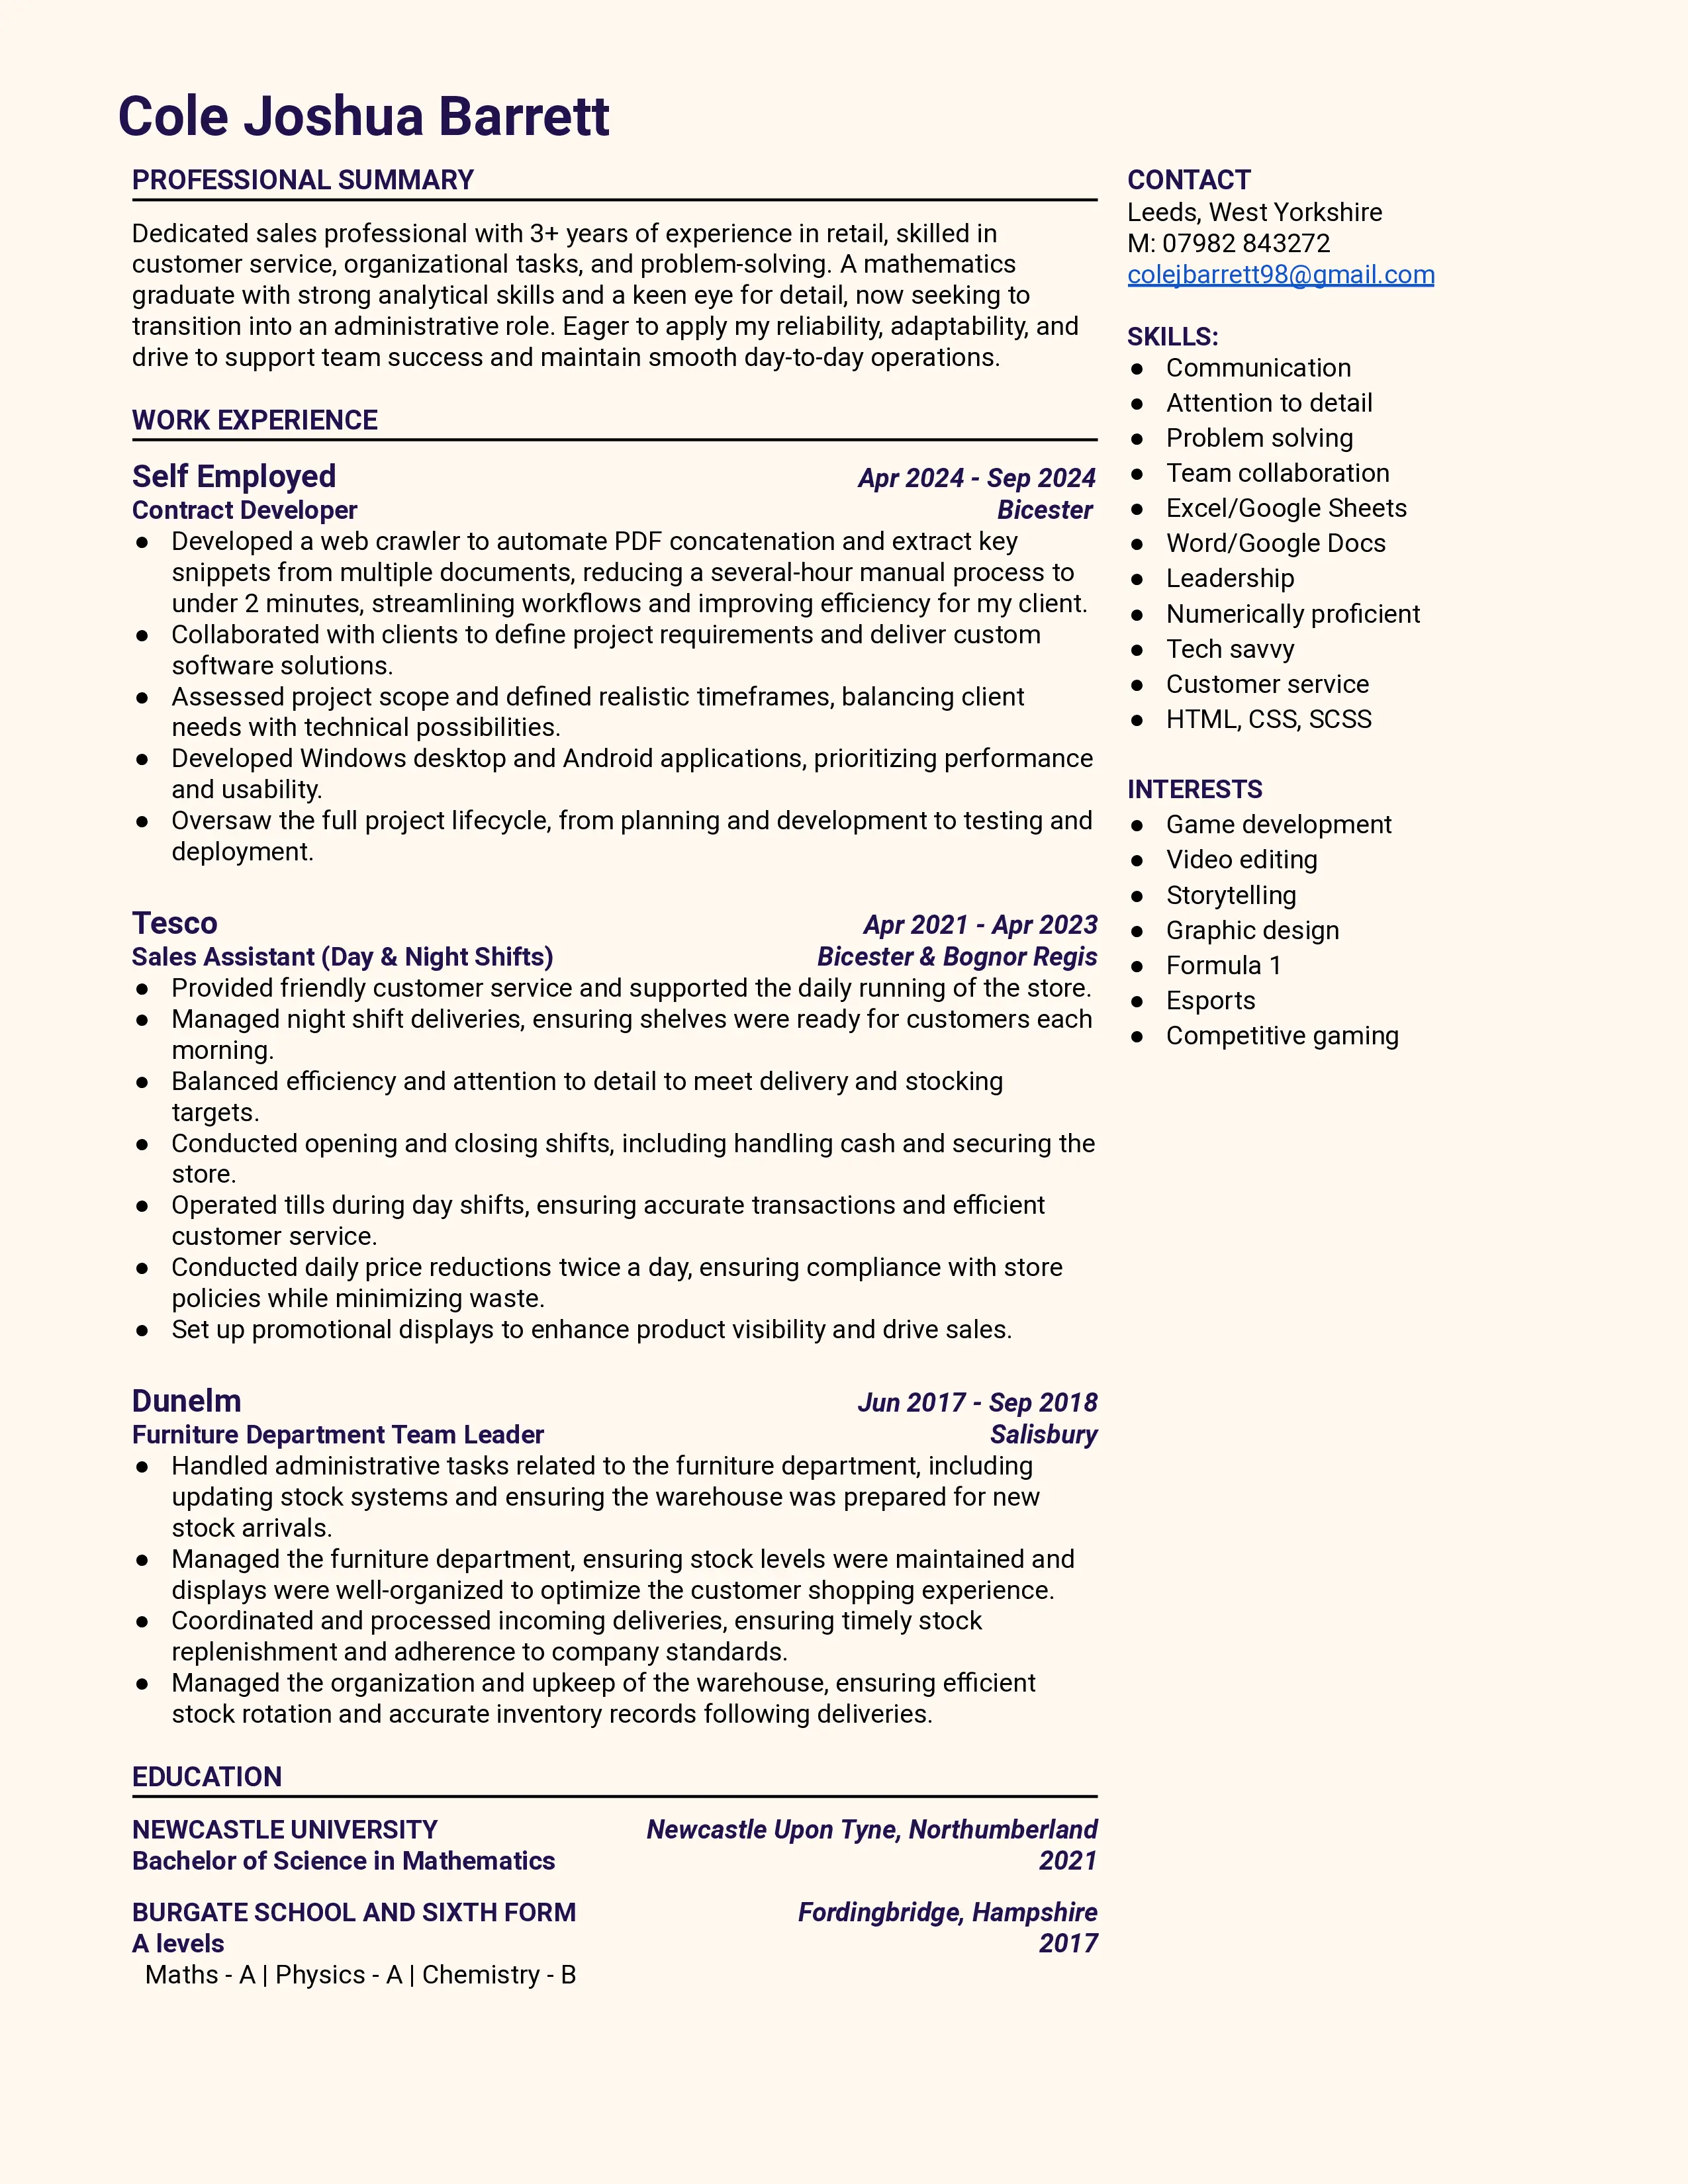 Cole Joshua Barrett
PROFESSIONAL SUMMARY
Dedicated sales professional with 3+ years of experience in retail, skilled in
customer service, organizational tasks, and problem-solving. A mathematics
graduate with strong analytical skills and a keen eye for detail, now seeking to
transition into an administrative role. Eager to apply my reliability, adaptability, and
drive to support team success and maintain smooth day-to-day operations.
WORK EXPERIENCE
Self Employed Apr 2024 - Sep 2024
Contract Developer Bicester
● Developed a web crawler to automate PDF concatenation and extract key
snippets from multiple documents, reducing a several-hour manual process to
under 2 minutes, streamlining workflows and improving efficiency for my client.
● Collaborated with clients to define project requirements and deliver custom
software solutions.
● Assessed project scope and defined realistic timeframes, balancing client
needs with technical possibilities.
● Developed Windows desktop and Android applications, prioritizing performance
and usability.
● Oversaw the full project lifecycle, from planning and development to testing and
deployment.
Tesco Apr 2021 - Apr 2023
Sales Assistant (Day & Night Shifts) Bicester & Bognor Regis
● Provided friendly customer service and supported the daily running of the store.
● Managed night shift deliveries, ensuring shelves were ready for customers each
morning.
● Balanced efficiency and attention to detail to meet delivery and stocking
targets.
● Conducted opening and closing shifts, including handling cash and securing the
store.
● Operated tills during day shifts, ensuring accurate transactions and efficient
customer service.
● Conducted daily price reductions twice a day, ensuring compliance with store
policies while minimizing waste.
● Set up promotional displays to enhance product visibility and drive sales.
Dunelm Jun 2017 - Sep 2018
Furniture Department Team Leader Salisbury
● Handled administrative tasks related to the furniture department, including
updating stock systems and ensuring the warehouse was prepared for new
stock arrivals.
● Managed the furniture department, ensuring stock levels were maintained and
displays were well-organized to optimize the customer shopping experience.
● Coordinated and processed incoming deliveries, ensuring timely stock
replenishment and adherence to company standards.
● Managed the organization and upkeep of the warehouse, ensuring efficient
stock rotation and accurate inventory records following deliveries.
EDUCATION
NEWCASTLE UNIVERSITY Newcastle Upon Tyne, Northumberland
Bachelor of Science in Mathematics 2021
BURGATE SCHOOL AND SIXTH FORM Fordingbridge, Hampshire
A levels 2017
Maths - A | Physics - A | Chemistry - B
CONTACT
Leeds, West Yorkshire
M: 07982 843272
colejbarrett98@gmail.com
SKILLS:
● Communication
● Attention to detail
● Problem solving
● Team collaboration
● Excel/Google Sheets
● Word/Google Docs
● Leadership
● Numerically proficient
● Tech savvy
● Customer service
● HTML, CSS, SCSS
INTERESTS
● Game development
● Video editing
● Storytelling
● Graphic design
● Formula 1
● Esports
● Competitive gaming